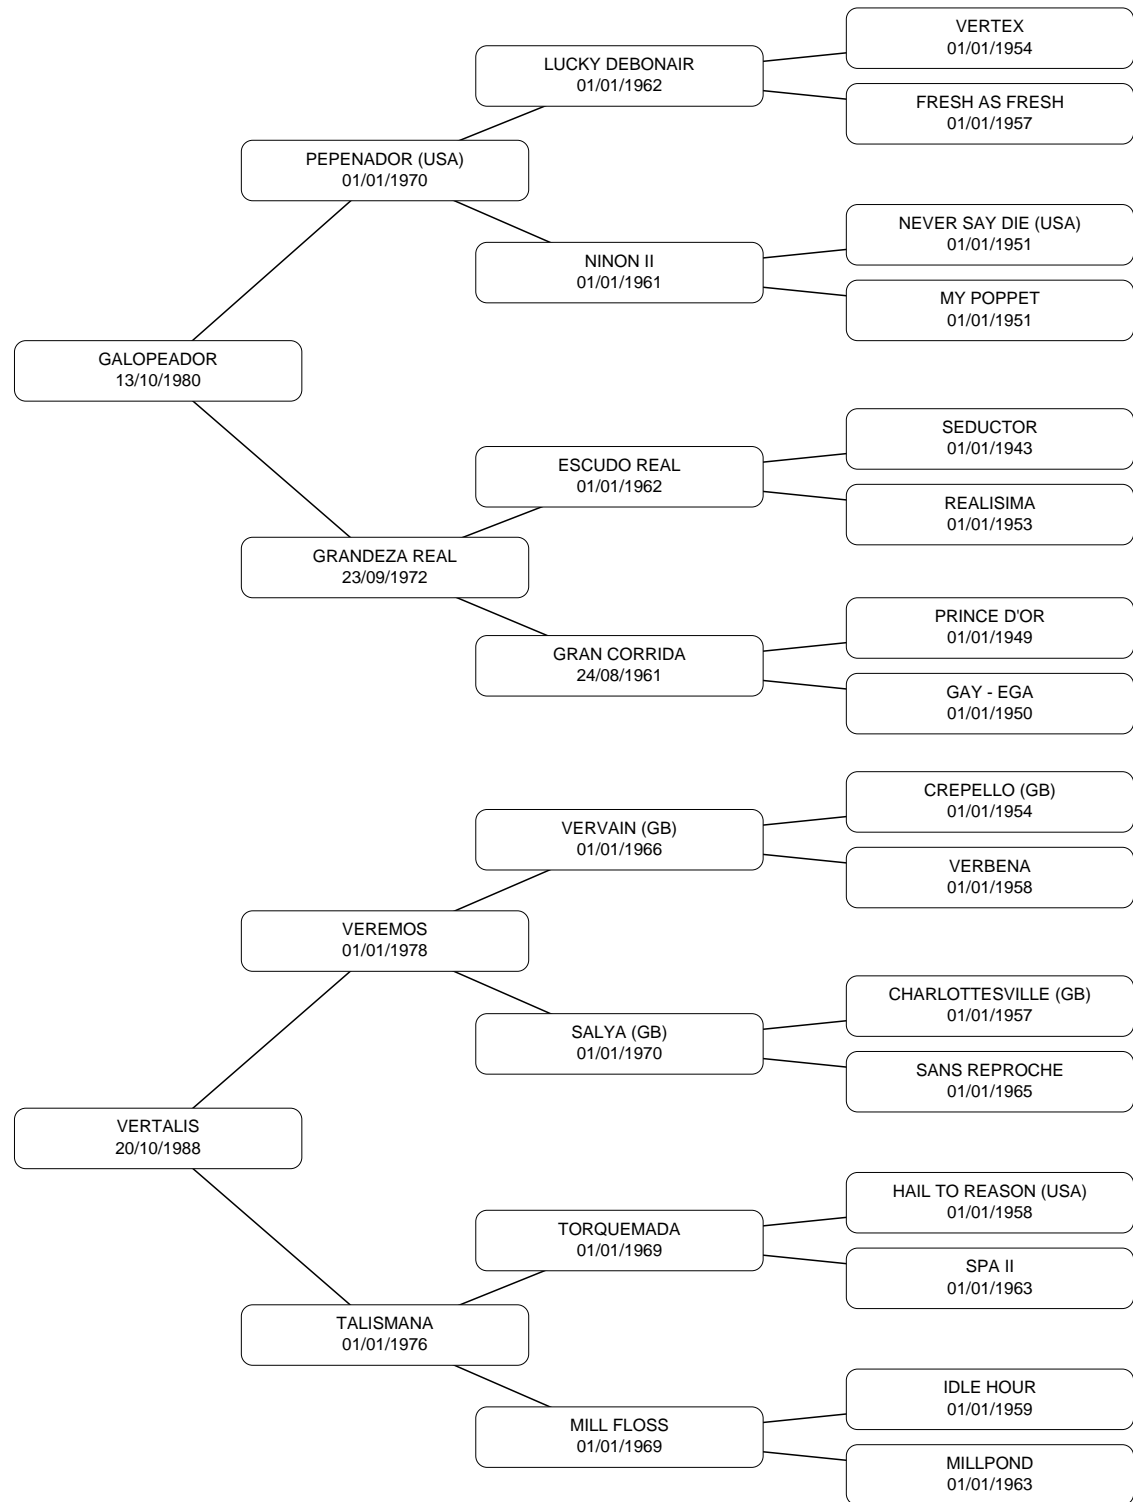 VERTEX
01/01/1954
LUCKY DEBONAIR
01/01/1962
FRESH AS FRESH
01/01/1957
PEPENADOR (USA)
01/01/1970
NEVER SAY DIE (USA)
01/01/1951
NINON II
01/01/1961
MY POPPET
01/01/1951
GALOPEADOR
13/10/1980
SEDUCTOR
01/01/1943
ESCUDO REAL
01/01/1962
REALISIMA
01/01/1953
GRANDEZA REAL
23/09/1972
PRINCE D'OR
01/01/1949
GRAN CORRIDA
24/08/1961
GAY - EGA
01/01/1950
CREPELLO (GB)
01/01/1954
VERVAIN (GB)
01/01/1966
VERBENA
01/01/1958
VEREMOS
01/01/1978
CHARLOTTESVILLE (GB)
01/01/1957
SALYA (GB)
01/01/1970
SANS REPROCHE
01/01/1965
VERTALIS
20/10/1988
HAIL TO REASON (USA)
01/01/1958
TORQUEMADA
01/01/1969
SPA II
01/01/1963
TALISMANA
01/01/1976
IDLE HOUR
01/01/1959
MILL FLOSS
01/01/1969
MILLPOND
01/01/1963